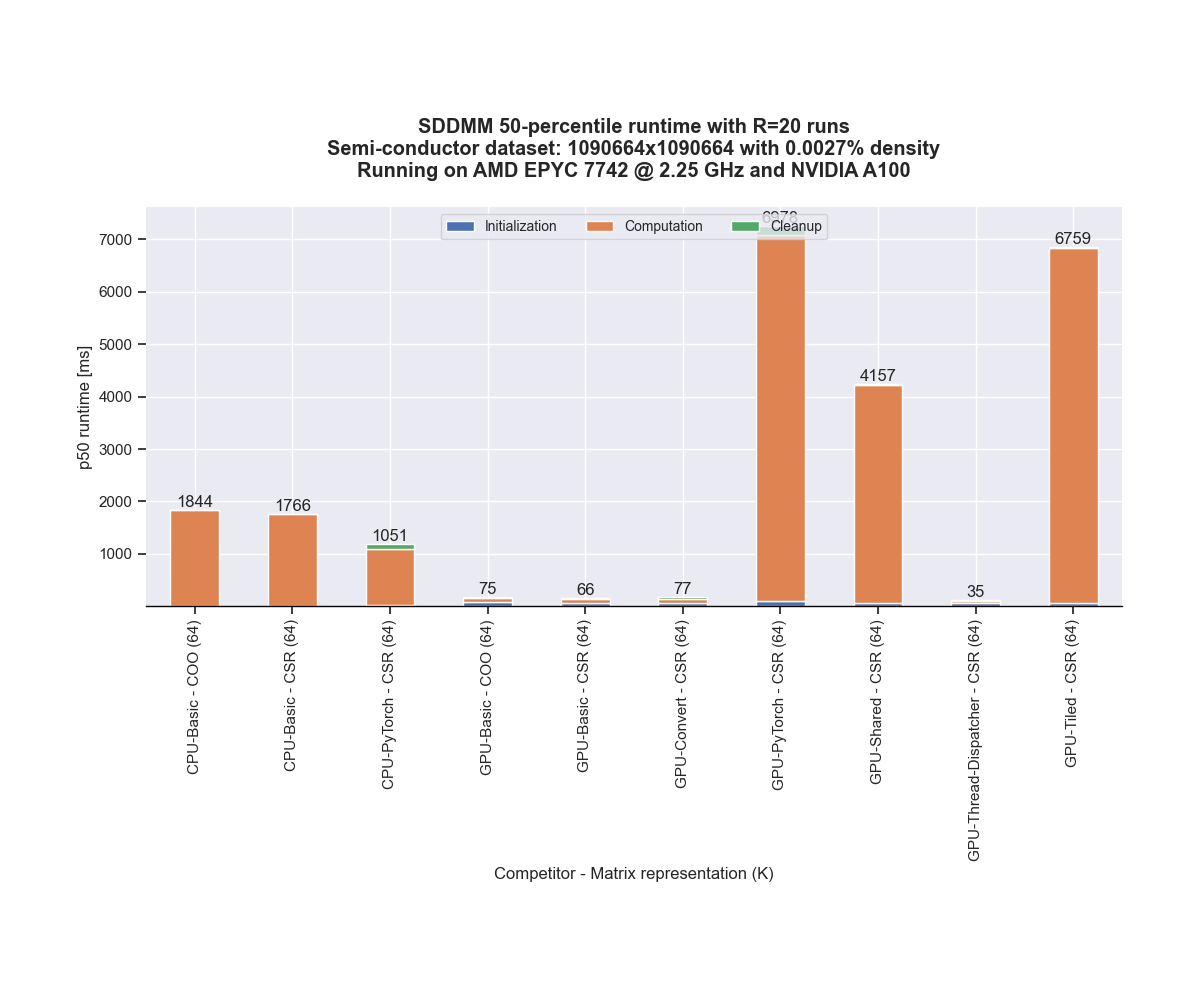 SDDMM 50-percentile runtime with R=20 runs
Semi-conductor dataset: 1090664x1090664 with 0.0027% density
Running on AMD EPYC 7742 @ 2.25 GHz and NVIDIA A100
Initialization Computation Cleanup
p50 runtime [ms]
7000
6000
5000
4000
3000
2000
1000
1844
1766
1051
75
66
77
6978
4157
35
6759
CPU-Basic - COO (64)
CPU-Basic - CSR (64)
CPU-PyTorch - CSR (64)
GPU-Basic - COO (64)
GPU-Basic - CSR (64)
GPU-Convert - CSR (64)
GPU-PyTorch - CSR (64)
GPU-Shared - CSR (64)
GPU-Thread-Dispatcher - CSR (64)
GPU-Tiled - CSR (64)
Competitor - Matrix representation (K)